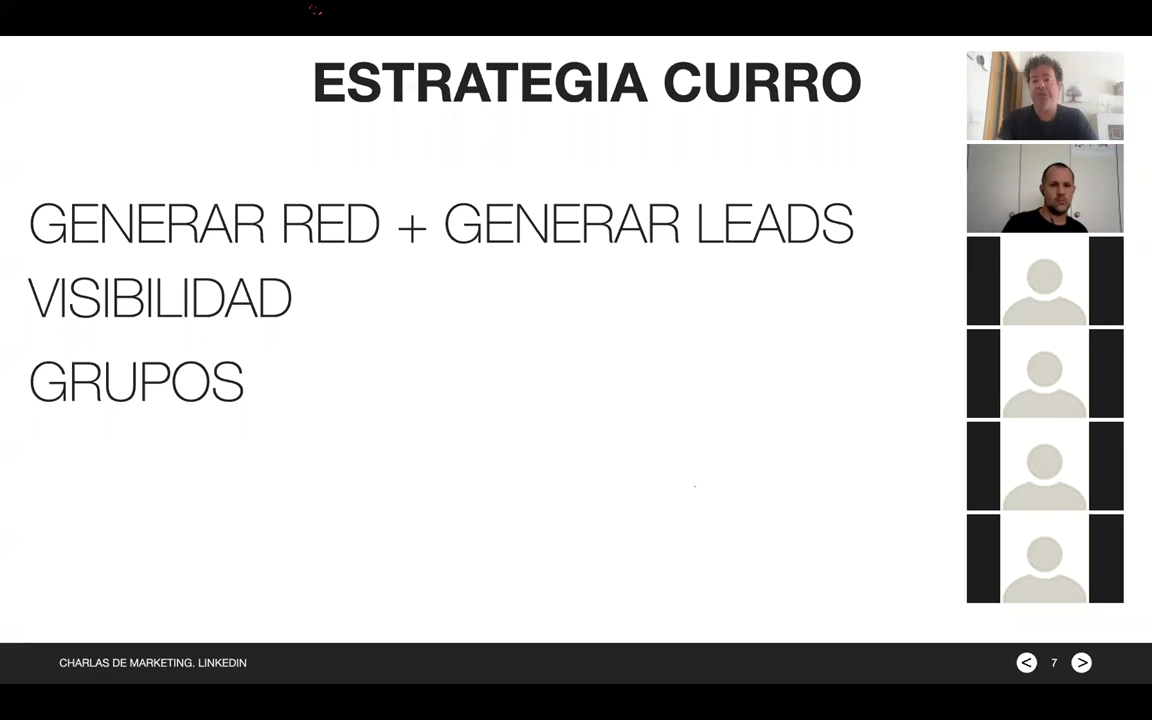 ESTRATEGIA CURRO
GENERAR RED + GENERAR LEADS
VISIBILIDAD
GRUPOS
CHARLAS DE MARKETING. LINKEDIN
< 7 >